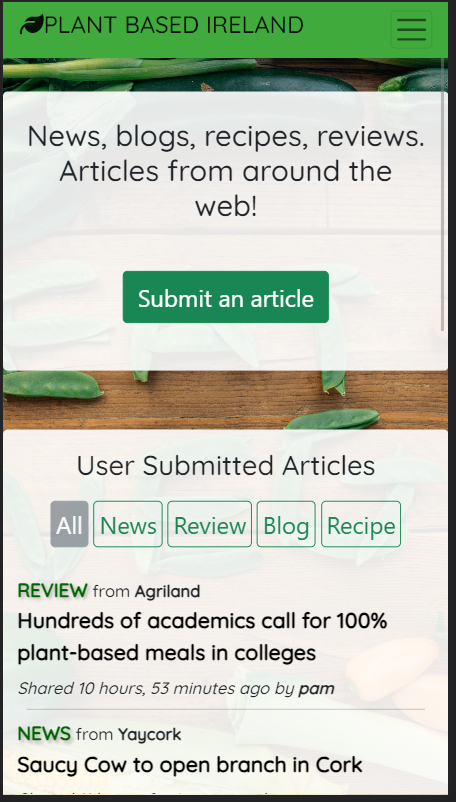 PLANT BASED IRELAND
News, blogs, recipes, reviews.
Articles from around the
web!
Submit an article
User Submitted Articles
All News Review Blog Recipe
REVIEW from Agriland
Hundreds of academics call for 100%
plant-based meals in colleges
Shared 10 hours, 53 minutes ago by pam
NEWS from Yaycork
Saucy Cow to open branch in Cork